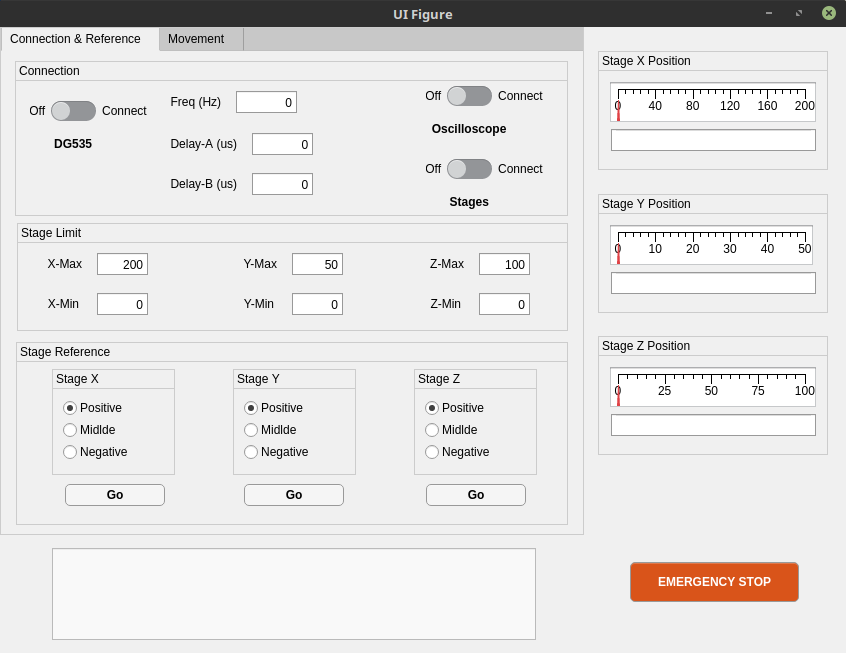 UI Figure
Connection & Reference
Movement
Connection
Off Connect
DG535
Freq (Hz) 0
Delay-A (us) 0
Delay-B (us) 0
Off Connect
Oscilloscope
Off Connect
Stages
Stage Limit
X-Max 200 Y-Max 50 Z-Max 100
X-Min 0 Y-Min 0 Z-Min 0
Stage Reference
Stage X
Positive
Midlde
Negative
Go
Stage Y
Positive
Midlde
Negative
Go
Stage Z
Positive
Midlde
Negative
Go
Stage X Position
0 40 80 120 160 200
Stage Y Position
0 10 20 30 40 50
Stage Z Position
0 25 50 75 100
EMERGENCY STOP